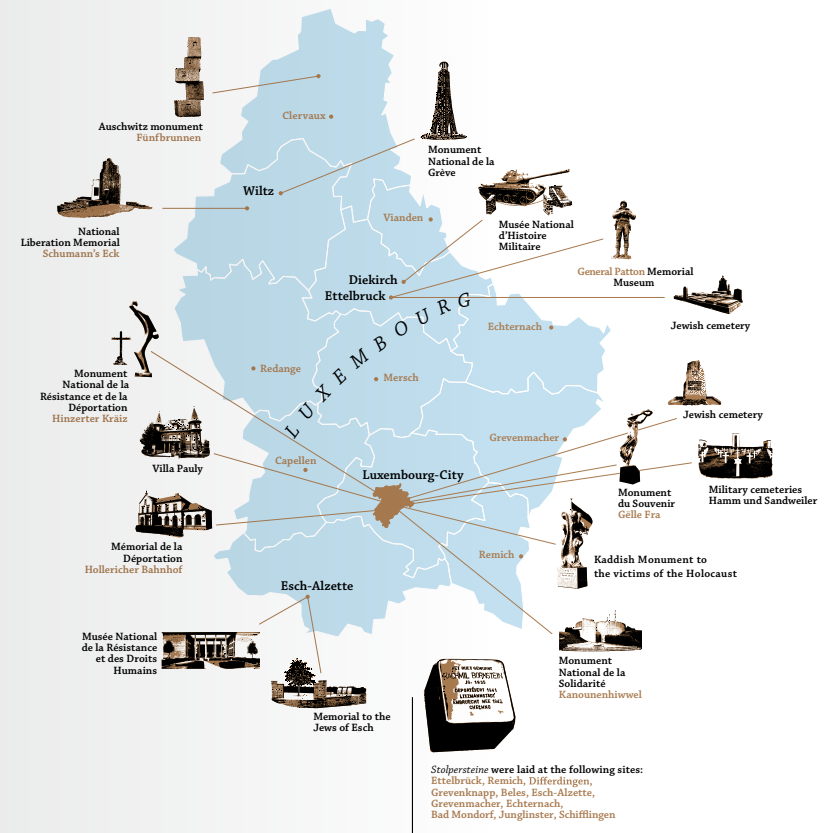 Auschwitz monument
Fünfbrunnen
Clervaux
Monument
National de la
Grève
Wiltz
National
Liberation Memorial
Schumann's Eck
Vianden
Musée National
d'Histoire
Militaire
General Patton Memorial
Museum
Diekirch
Ettelbruck
Jewish cemetery
LUXEMBOURG
Echternach
Redange
Mersch
Monument
National de la
Résistance et de la
Déportation
Hinzerter Kräiz
Jewish cemetery
Grevenmacher
Villa Pauly
Capellen
Luxembourg-City
Monument
du Souvenir
Gëlle Fra
Military cemeteries
Hamm und Sandweiler
Mémorial de la
Déportation
Hollericher Bahnhof
Remich
Kaddish Monument to
the victims of the Holocaust
Esch-Alzette
Musée National
de la Résistance
et des Droits
Humains
Memorial to the
Jews of Esch
Monument
National de la
Solidarité
Kanounenhiwwel
BORNSTEIN
DEPORTÉIERT 1941
LITZMANNSTADT
Stolpersteine were laid at the following sites:
Ettelbrück, Remich, Differdingen,
Grevenknapp, Beles, Esch-Alzette,
Grevenmacher, Echternach,
Bad Mondorf, Junglinster, Schifflingen